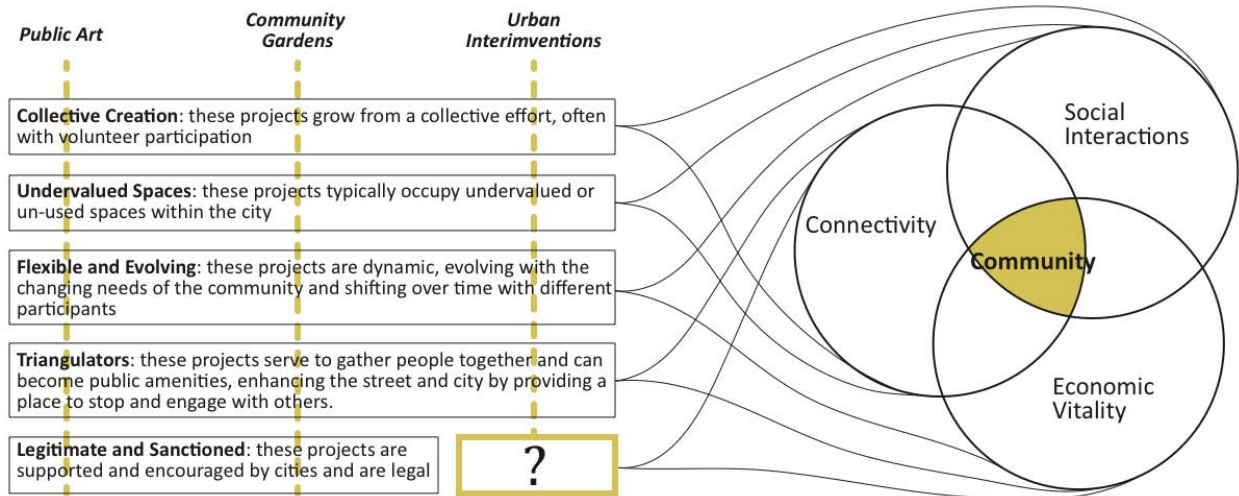 Public Art
Community
Gardens
Urban
Interimventions
Collective Creation: these projects grow from a collective effort, often
with volunteer participation
Undervalued Spaces: these projects typically occupy undervalued or
un-used spaces within the city
Flexible and Evolving: these projects are dynamic, evolving with the
changing needs of the community and shifting over time with different
participants
Triangulators: these projects serve to gather people together and can
become public amenities, enhancing the street and city by providing a
place to stop and engage with others.
Legitimate and Sanctioned: these projects are
supported and encouraged by cities and are legal
?
Social
Interactions
Connectivity
Community
Economic
Vitality